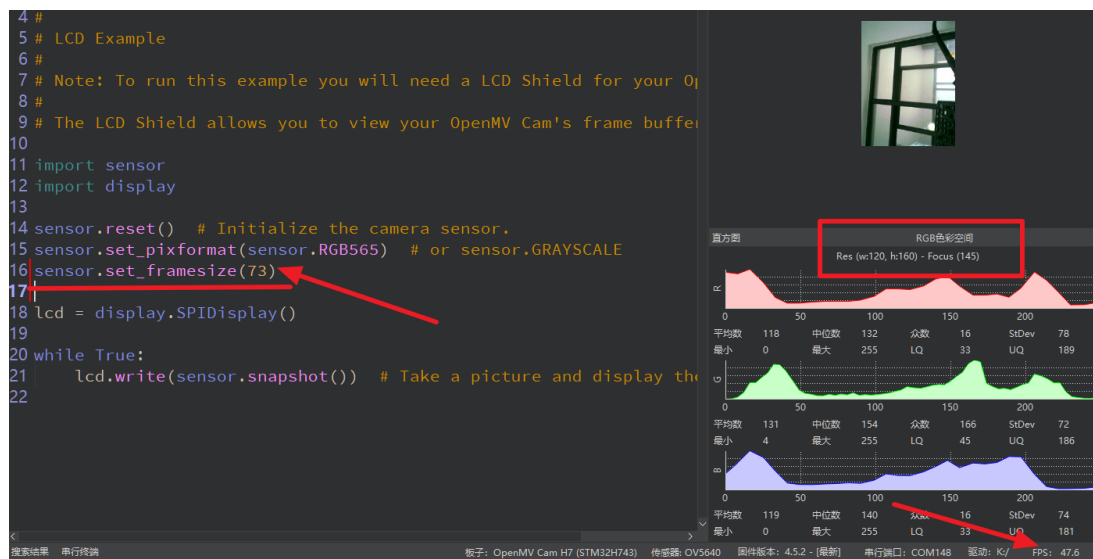 4 #
5 # LCD Example
6 #
7 # Note: To run this example you will need a LCD Shield for your Op
8 #
9 # The LCD Shield allows you to view your OpenMV Cam's frame buffer
10
11 import sensor
12 import display
13
14 sensor.reset()  # Initialize the camera sensor.
15 sensor.set_pixformat(sensor.RGB565)  # or sensor.GRAYSCALE
16 sensor.set_framesize(73)
17
18 lcd = display.SPIDisplay()
19
20 while True:
21     lcd.write(sensor.snapshot())  # Take a picture and display the
22
直方图 RGB色彩空间
Res (w:120, h:160) - Focus (145)
R
0 50 100 150 200
平均数 118 中位数 132 众数 16 StDev 78
最小 0 最大 255 LQ 33 UQ 189
G
0 50 100 150 200
平均数 131 中位数 154 众数 166 StDev 72
最小 4 最大 255 LQ 45 UQ 186
B
0 50 100 150 200
平均数 119 中位数 140 众数 16 StDev 74
最小 0 最大 255 LQ 33 UQ 181
搜索结果 串行终端 板子: OpenMV Cam H7 (STM32H743) 传感器: OV5640 固件版本: 4.5.2 - [最新] 串行端口: COM148 驱动: K:/ FPS: 47.6